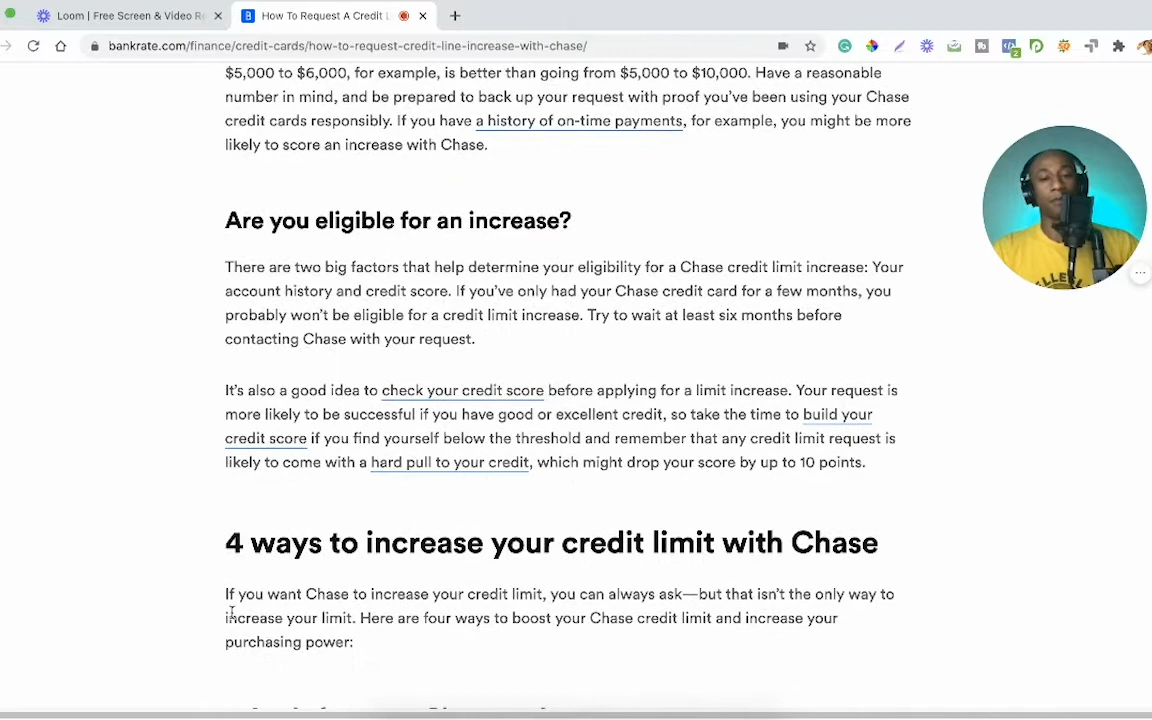 Loom | Free Screen & Video Re
How To Request A Credit L
bankrate.com/finance/credit-cards/how-to-request-credit-line-increase-with-chase/
2
$5,000 to $6,000, for example, is better than going from $5,000 to $10,000. Have a reasonable
number in mind, and be prepared to back up your request with proof you’ve been using your Chase
credit cards responsibly. If you have a history of on-time payments, for example, you might be more
likely to score an increase with Chase.
Are you eligible for an increase?
There are two big factors that help determine your eligibility for a Chase credit limit increase: Your
account history and credit score. If you’ve only had your Chase credit card for a few months, you
probably won’t be eligible for a credit limit increase. Try to wait at least six months before
contacting Chase with your request.
It’s also a good idea to check your credit score before applying for a limit increase. Your request is
more likely to be successful if you have good or excellent credit, so take the time to build your
credit score if you find yourself below the threshold and remember that any credit limit request is
likely to come with a hard pull to your credit, which might drop your score by up to 10 points.
4 ways to increase your credit limit with Chase
If you want Chase to increase your credit limit, you can always ask—but that isn’t the only way to
increase your limit. Here are four ways to boost your Chase credit limit and increase your
purchasing power: